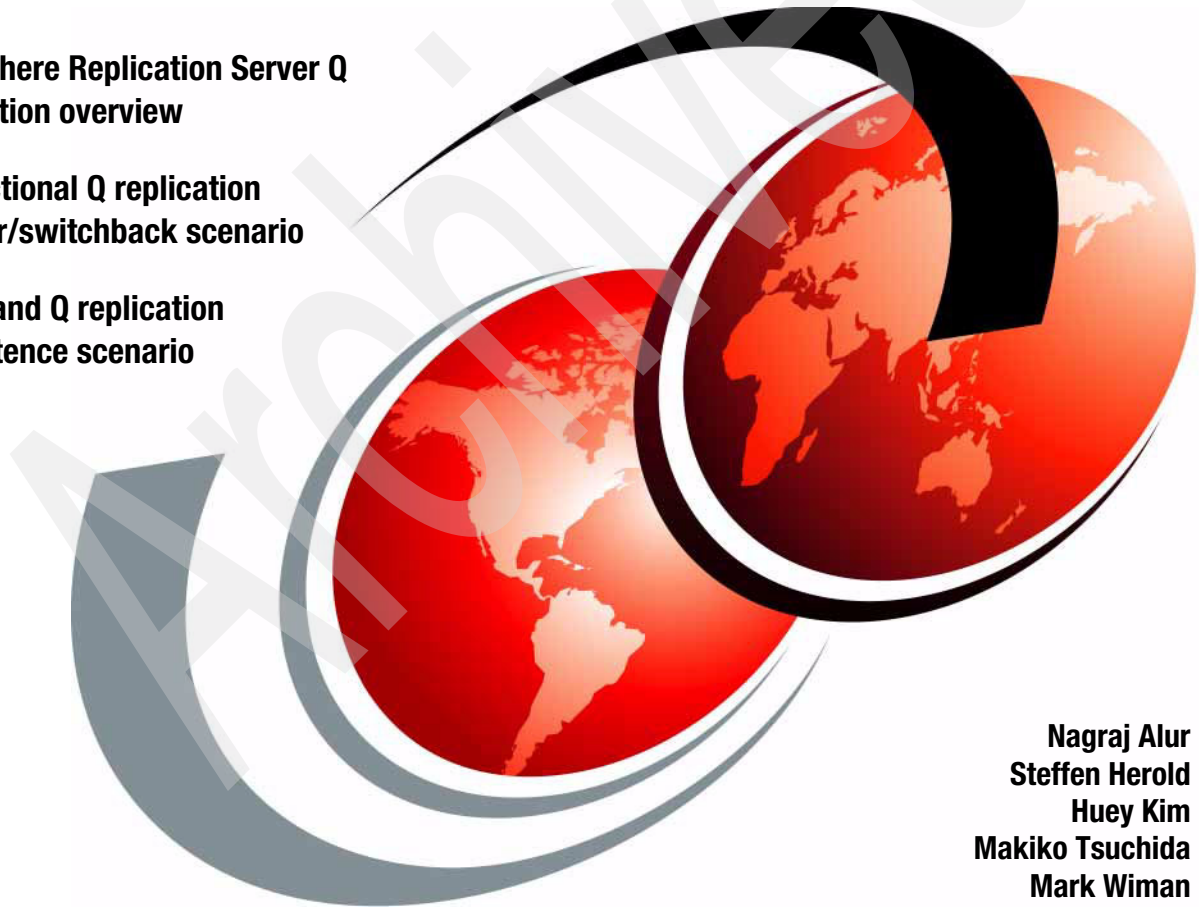 here Replication Server Q
tion overview
ctional Q replication
r/switchback scenario
and Q replication
tence scenario
Nagraj Alur
Steffen Herold
Huey Kim
Makiko Tsuchida
Mark Wiman